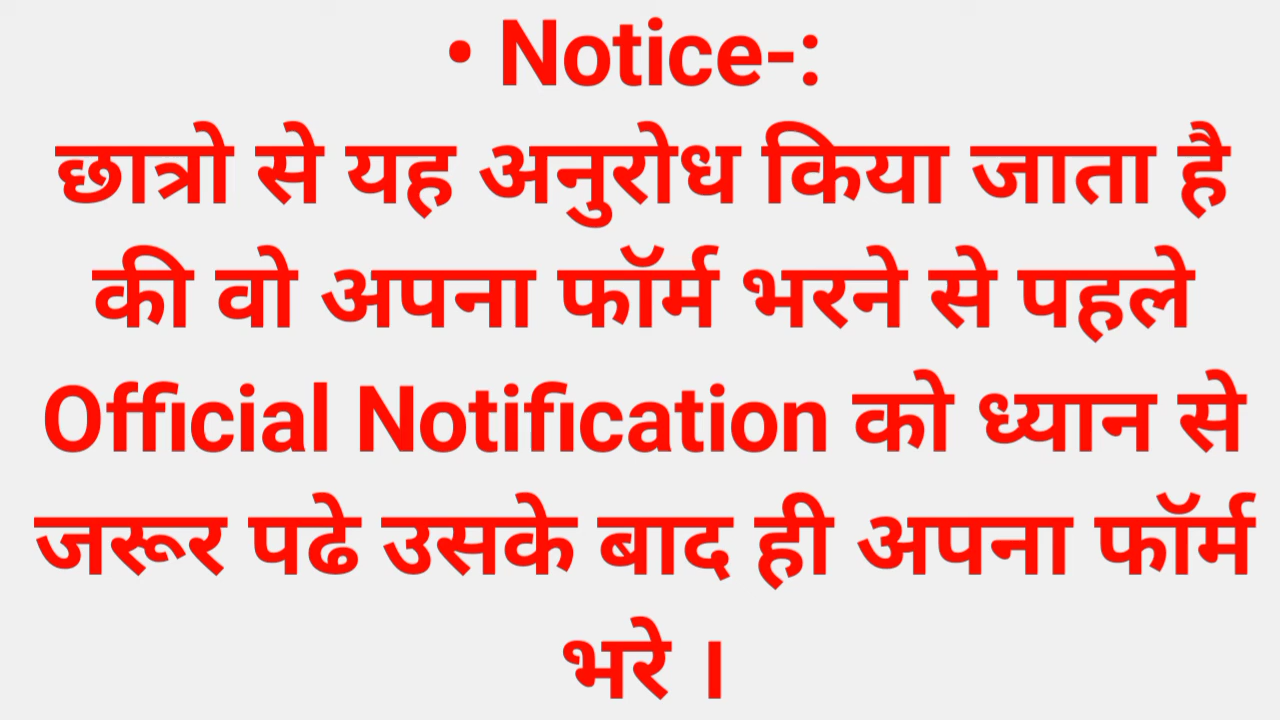 • Notice-:
छात्रो से यह अनुरोध किया जाता है
की वो अपना फॉर्म भरने से पहले
Official Notification को ध्यान से
जरूर पढे उसके बाद ही अपना फॉर्म
भरे ।